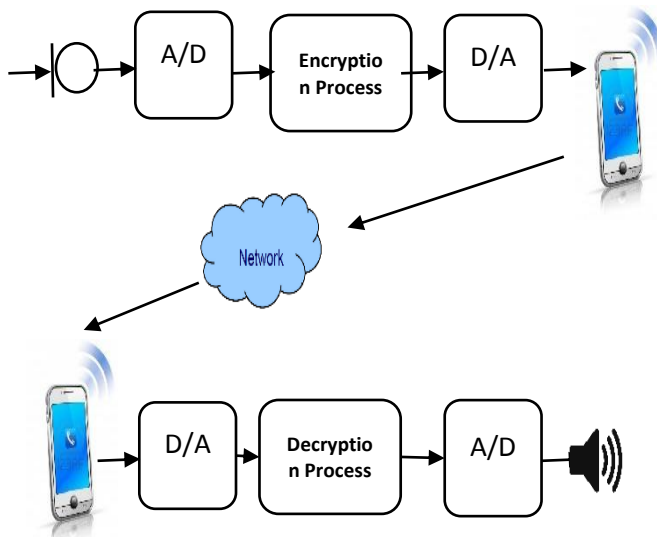 A/D
Encryptio
n Process
D/A
Network
D/A
Decryptio
n Process
A/D